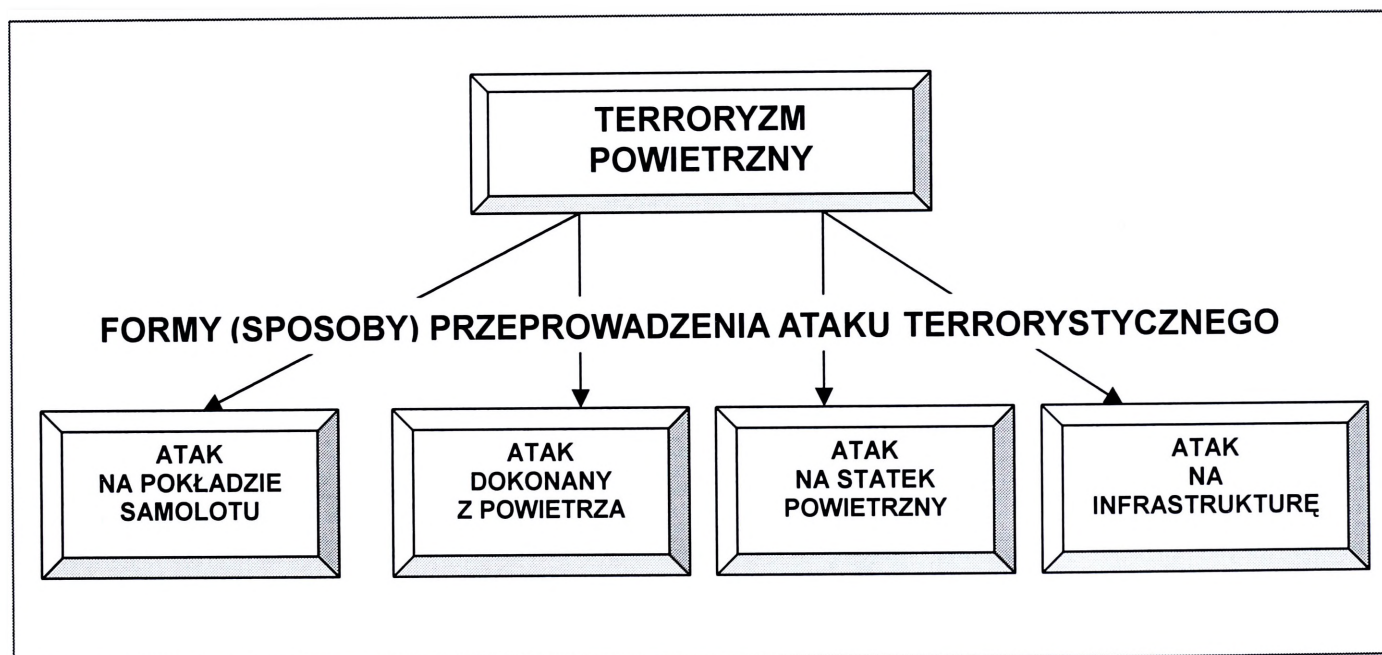 TERRORYZM
POWIETRZNY
FORMY (SPOSOBY) PRZEPROWADZENIA ATAKU TERRORYSTYCZNEGO
ATAK
NA POKŁADZIE
SAMOLOTU
ATAK
DOKONANY
Z POWIETRZA
ATAK
NA STATEK
POWIETRZNY
ATAK
NA
INFRASTRUKTURĘ